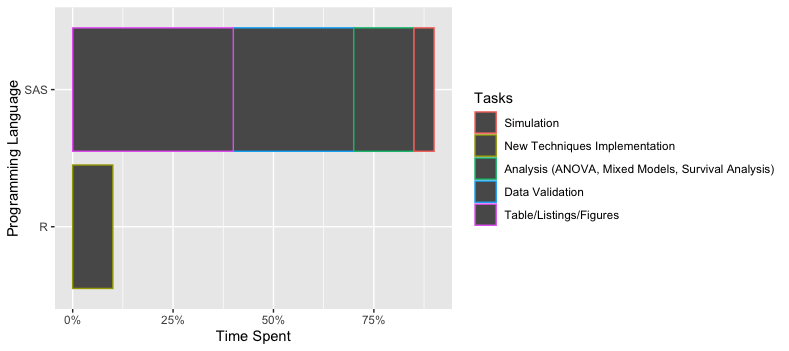 Programming Language
SAS
R
0%
25%
50%
75%
Time Spent
Tasks
Simulation
New Techniques Implementation
Analysis (ANOVA, Mixed Models, Survival Analysis)
Data Validation
Table/Listings/Figures